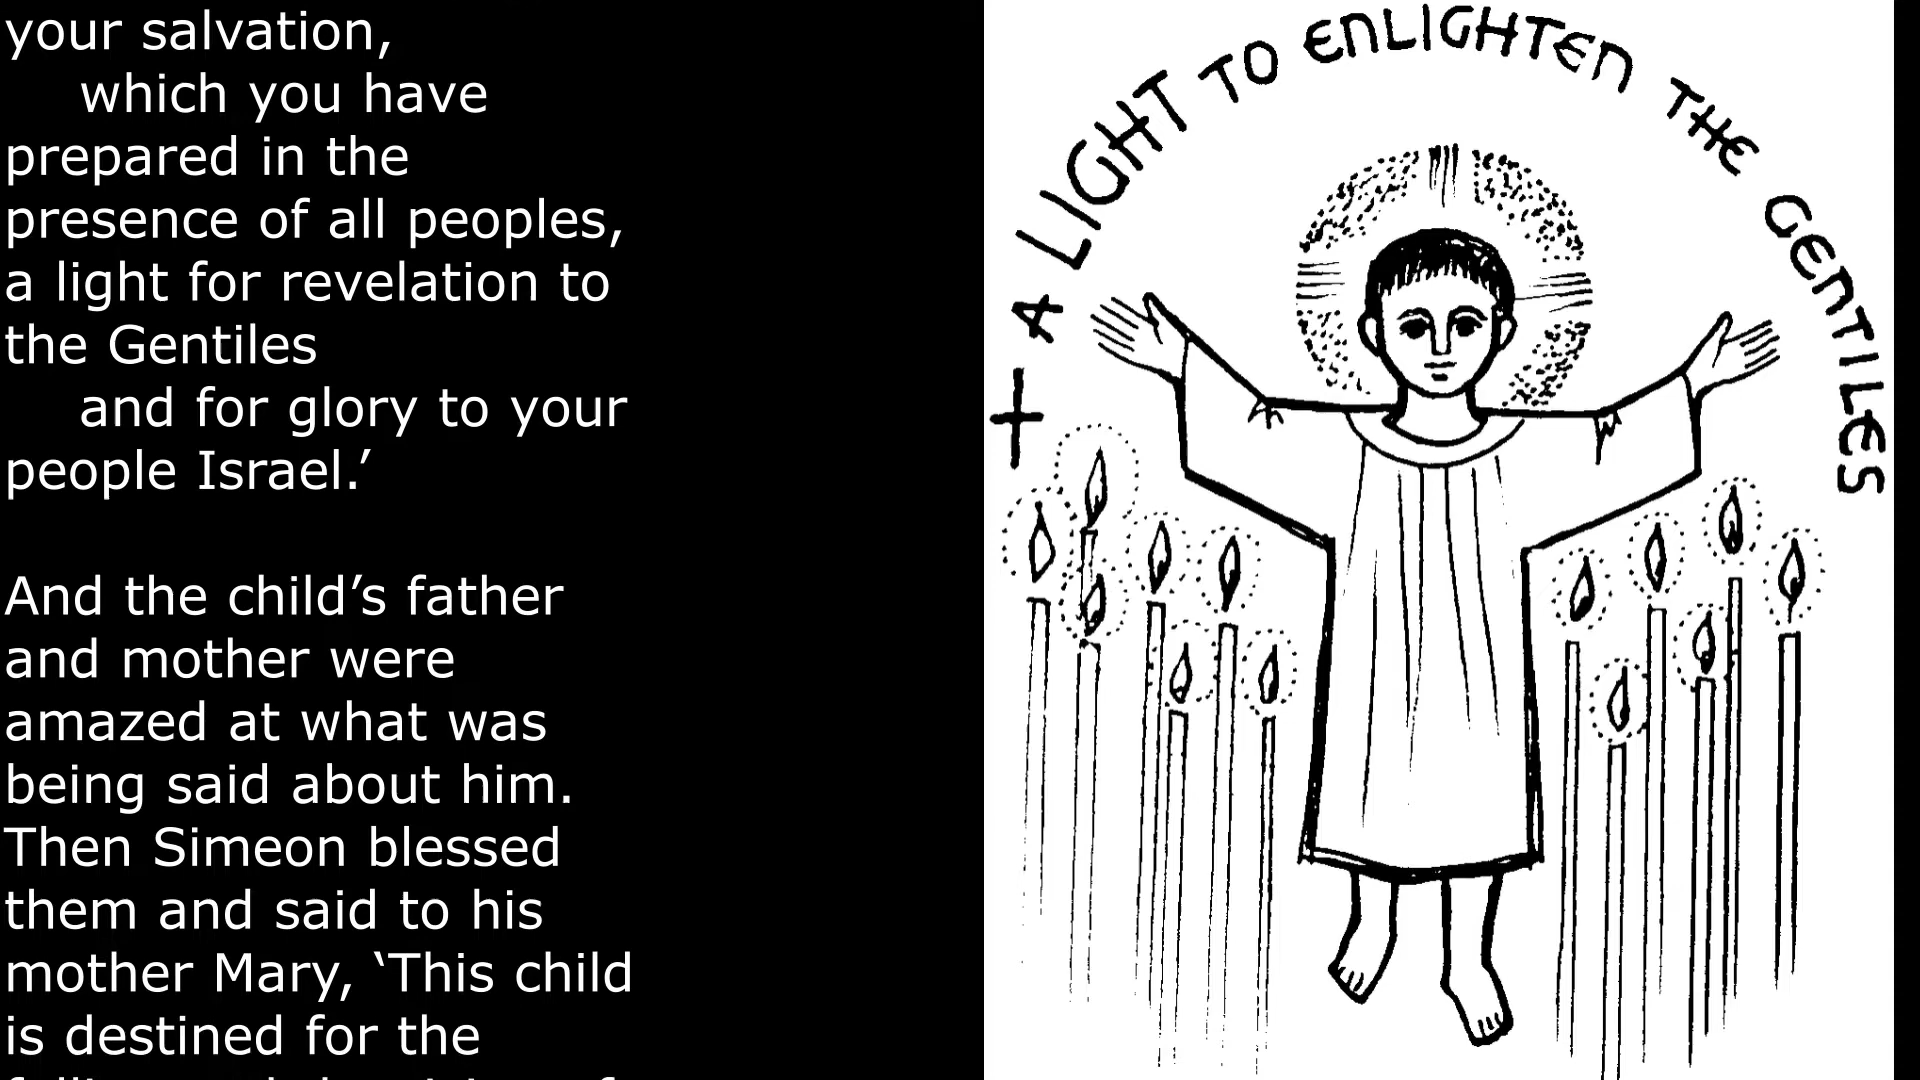 your salvation,
which you have
prepared in the
presence of all peoples,
a light for revelation to
the Gentiles
and for glory to your
people Israel.’
And the child’s father
and mother were
amazed at what was
being said about him.
Then Simeon blessed
them and said to his
mother Mary, ‘This child
is destined for the
A LIGHT TO ENLIGHTEN THE GENTILES